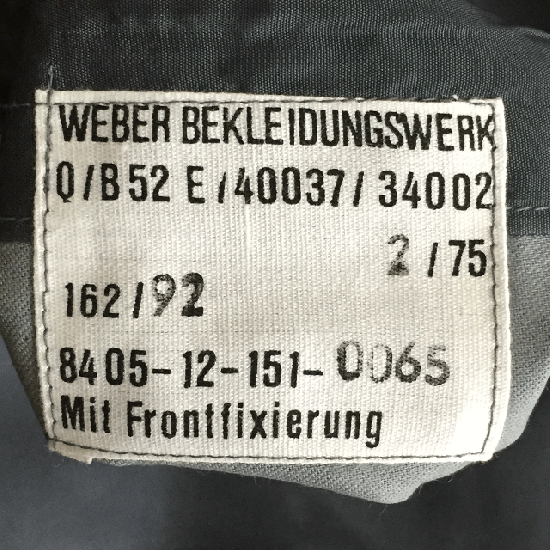 WEBER BEKLEIDUNGSWERK
Q/B52 E/40037/34002
2/75
162/92
8405-12-151-0065
Mit Frontfixierung